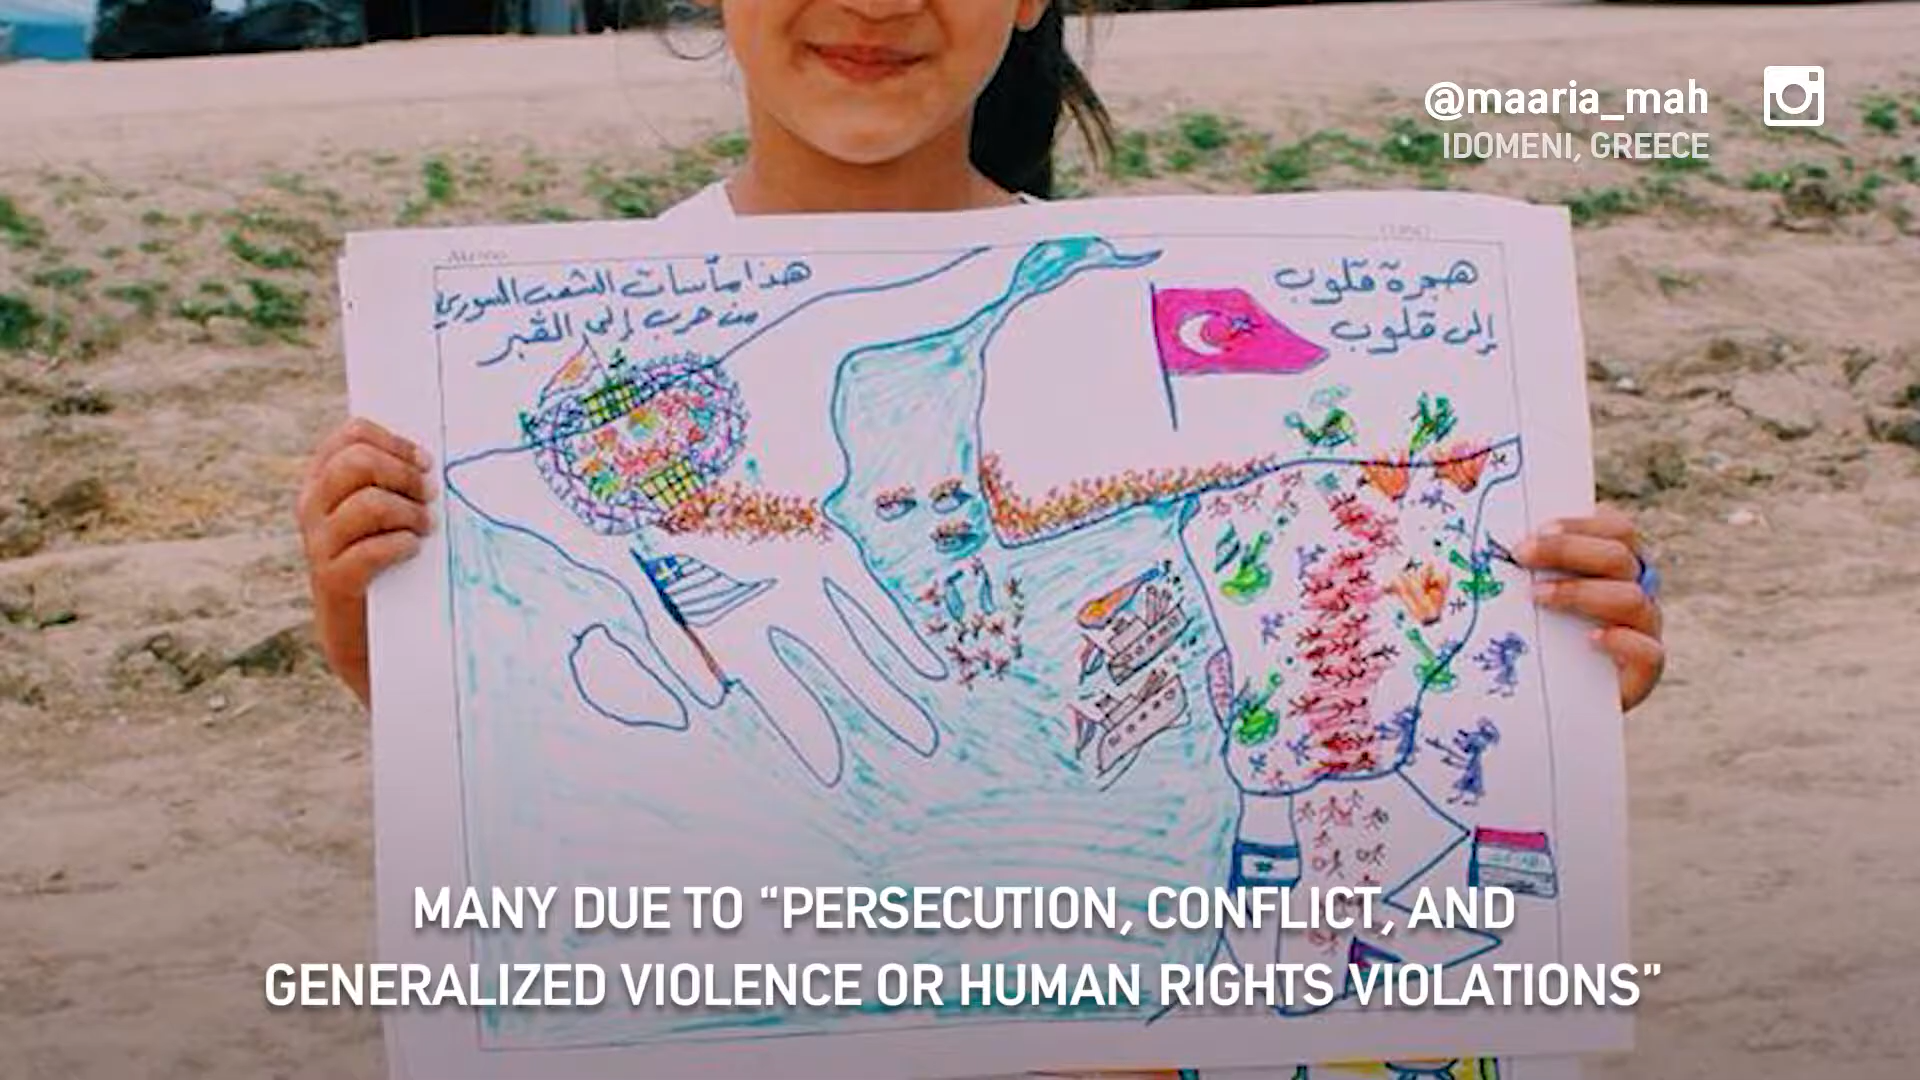 @maaria_mah
IDOMENI, GREECE
هجرة قلوب
إلى قلوب
هذا مأسات الشعب السوري
من حرب إلى القبر
MANY DUE TO “PERSECUTION, CONFLICT, AND
GENERALIZED VIOLENCE OR HUMAN RIGHTS VIOLATIONS”